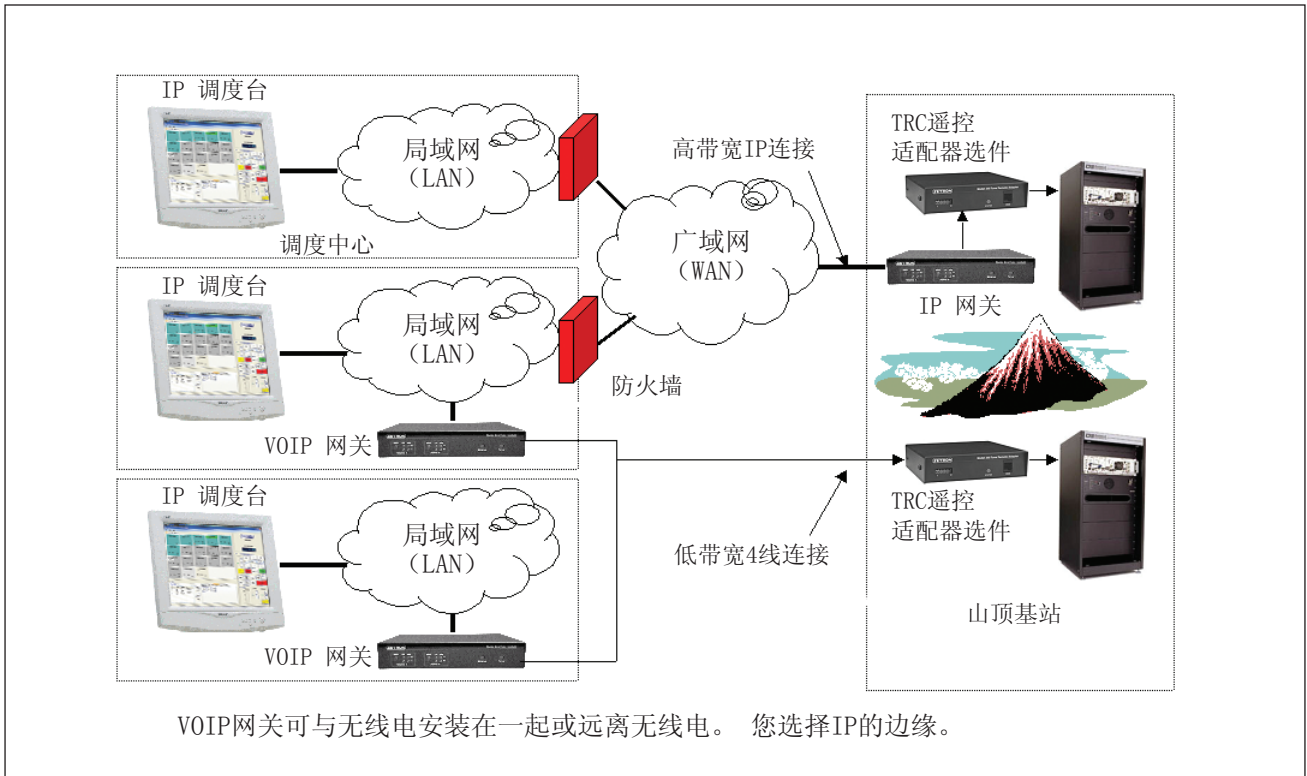 IP 调度台
局域网
(LAN)
调度中心
IP 调度台
局域网
(LAN)
防火墙
VOIP 网关
IP 调度台
局域网
(LAN)
VOIP 网关
高带宽IP连接
广域网
(WAN)
TRC遥控
适配器选件
IP 网关
低带宽4线连接
TRC遥控
适配器选件
山顶基站
VOIP网关可与无线电安装在一起或远离无线电。 您选择IP的边缘。